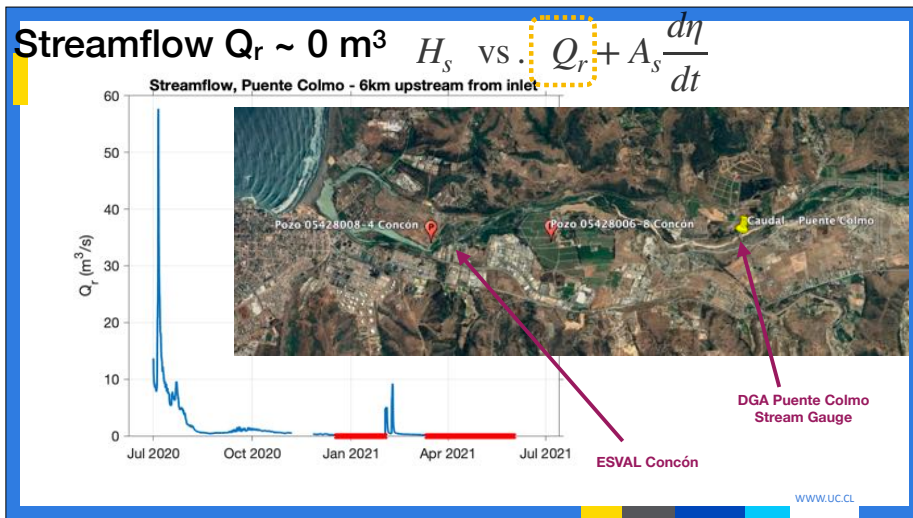 Streamflow Qᵣ ~ 0 m³
Hₛ vs. Qᵣ + Aₛ dη/dt
Streamflow, Puente Colmo - 6km upstream from inlet
60
50
40
30
20
10
0
Qᵣ (m³/s)
Jul 2020
Oct 2020
Jan 2021
Apr 2021
Jul 2021
Pozo 05428008-4 Concón
Pozo 05428006-8 Concón
Caudal - Puente Colmo
P
DGA Puente Colmo
Stream Gauge
ESVAL Concón
WWW.UC.CL